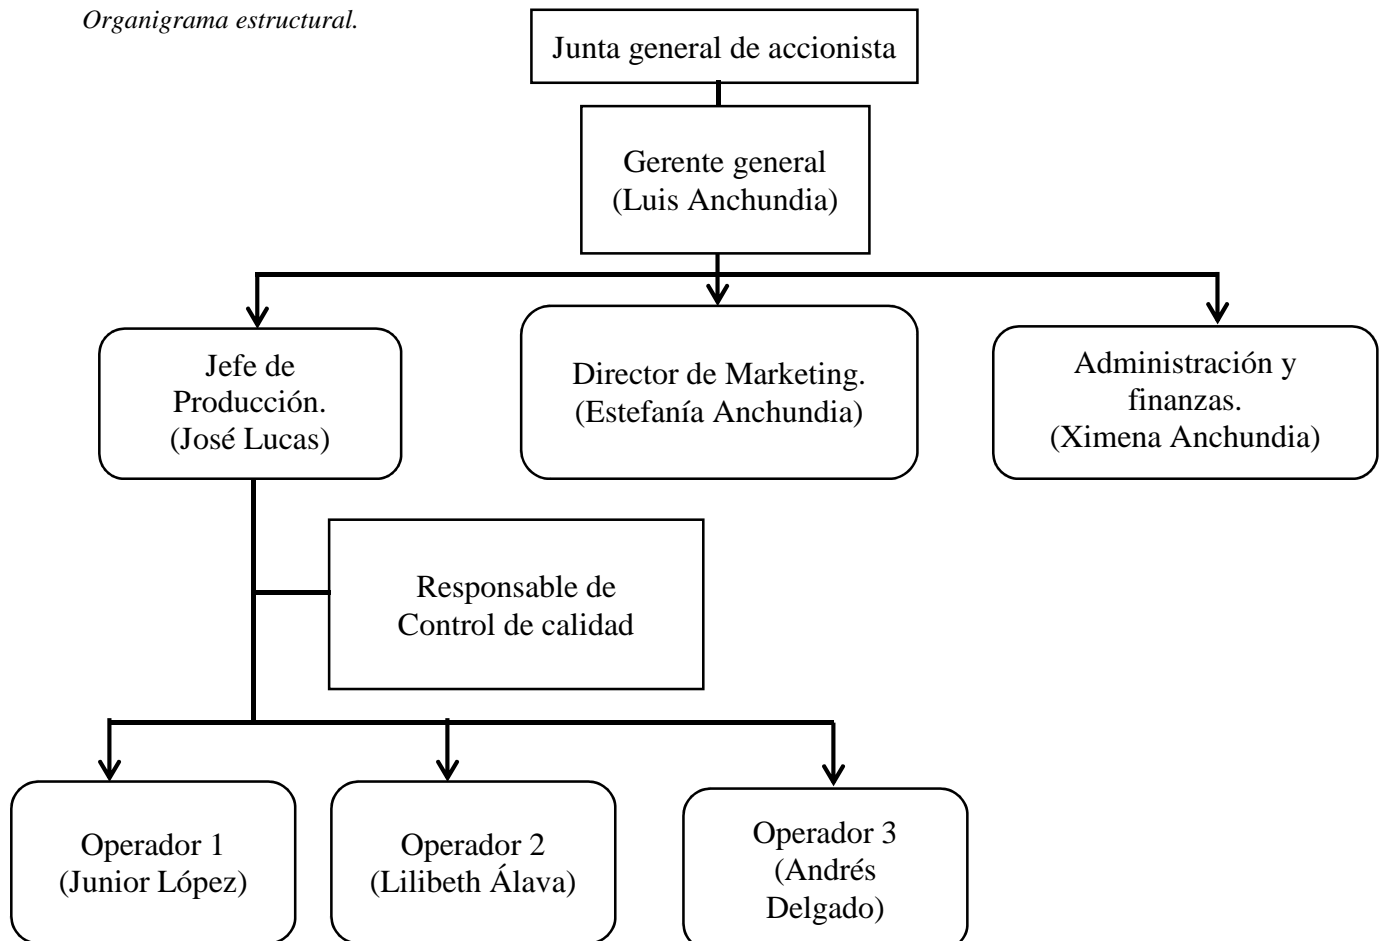 Organigrama estructural.
Junta general de accionista
Gerente general
(Luis Anchundia)
Jefe de
Producción.
(José Lucas)
Director de Marketing.
(Estefanía Anchundia)
Administración y
finanzas.
(Ximena Anchundia)
Responsable de
Control de calidad
Operador 1
(Junior López)
Operador 2
(Lilibeth Álava)
Operador 3
(Andrés
Delgado)